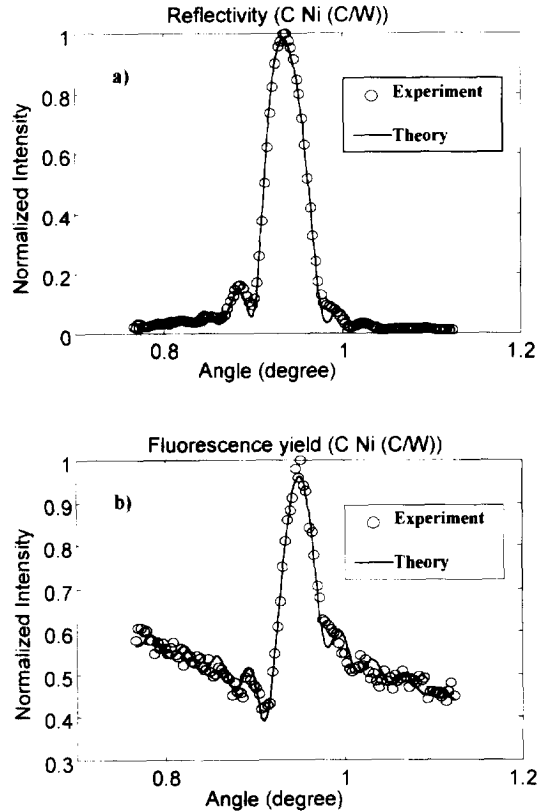 Reflectivity (C Ni (C/W))
a)
Experiment
Theory
Normalized Intensity
1
0.8
0.6
0.4
0.2
0
0.8
1
1.2
Angle (degree)
Fluorescence yield (C Ni (C/W))
b)
Experiment
Theory
Normalized Intensity
1
0.9
0.8
0.7
0.6
0.5
0.4
0.3
0.8
1
1.2
Angle (degree)